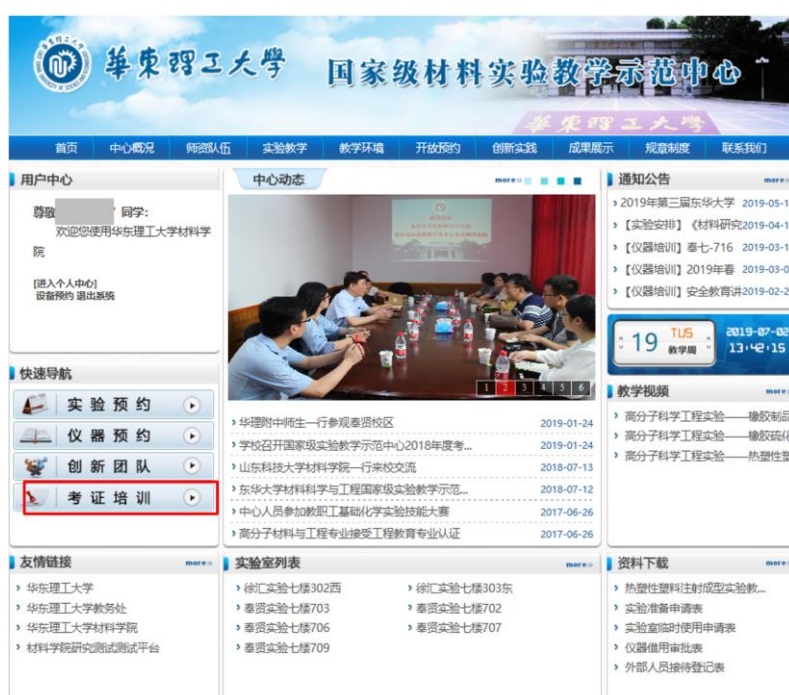 華東理工大學
国家级材料实验教学示范中心
華東理工大學
首页 中心概况 师资队伍 实验教学 教学环境 开放预约 创新实践 成果展示 规章制度 联系我们
用户中心
尊敬 同学:
欢迎您使用华东理工大学材料学
院
[进入个人中心]
设备预约 退出系统
快速导航
实验预约
仪器预约
创新团队
考证培训
中心动态 more»
1 2 3 4 5 6
华理附中师生一行参观奉贤校区 2019-01-24
学校召开国家级实验教学示范中心2018年度考... 2019-01-24
山东科技大学材料学院一行来校交流 2018-07-13
东华大学材料科学与工程国家级实验教学示范... 2018-07-12
中心人员参加教职工基础化学实验技能大赛 2017-06-26
高分子材料与工程专业接受工程教育专业认证 2017-06-26
通知公告 more»
2019年第三届东华大学 2019-05-1
【实验安排】《材料研究2019-04-1
【仪器培训】奉七-716 2019-03-1
【仪器培训】2019年春 2019-03-0
【仪器培训】安全教育讲2019-02-2
19 TUS 教学周
2019-07-02
13:42:15
教学视频 more
高分子科学工程实验——橡胶制品
高分子科学工程实验——橡胶硫化
高分子科学工程实验——热塑性塑
友情链接 more»
华东理工大学
华东理工大学教务处
华东理工大学材料学院
材料学院研究测试测试平台
实验室列表 more»
徐汇实验七楼302西 徐汇实验七楼303东
奉贤实验七楼703 奉贤实验七楼702
奉贤实验七楼706 奉贤实验七楼707
奉贤实验七楼709
资料下载 more
热塑性塑料注射成型实验教...
实验准备申请表
实验室临时使用申请表
仪器借用审批表
外部人员接待登记表